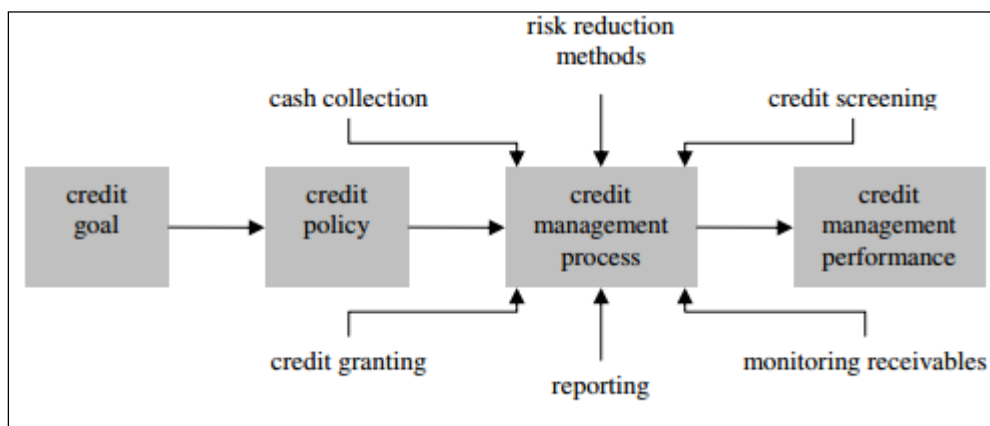 risk reduction
methods
cash collection
credit screening
credit
goal
credit
policy
credit
management
process
credit
management
performance
credit granting
reporting
monitoring receivables